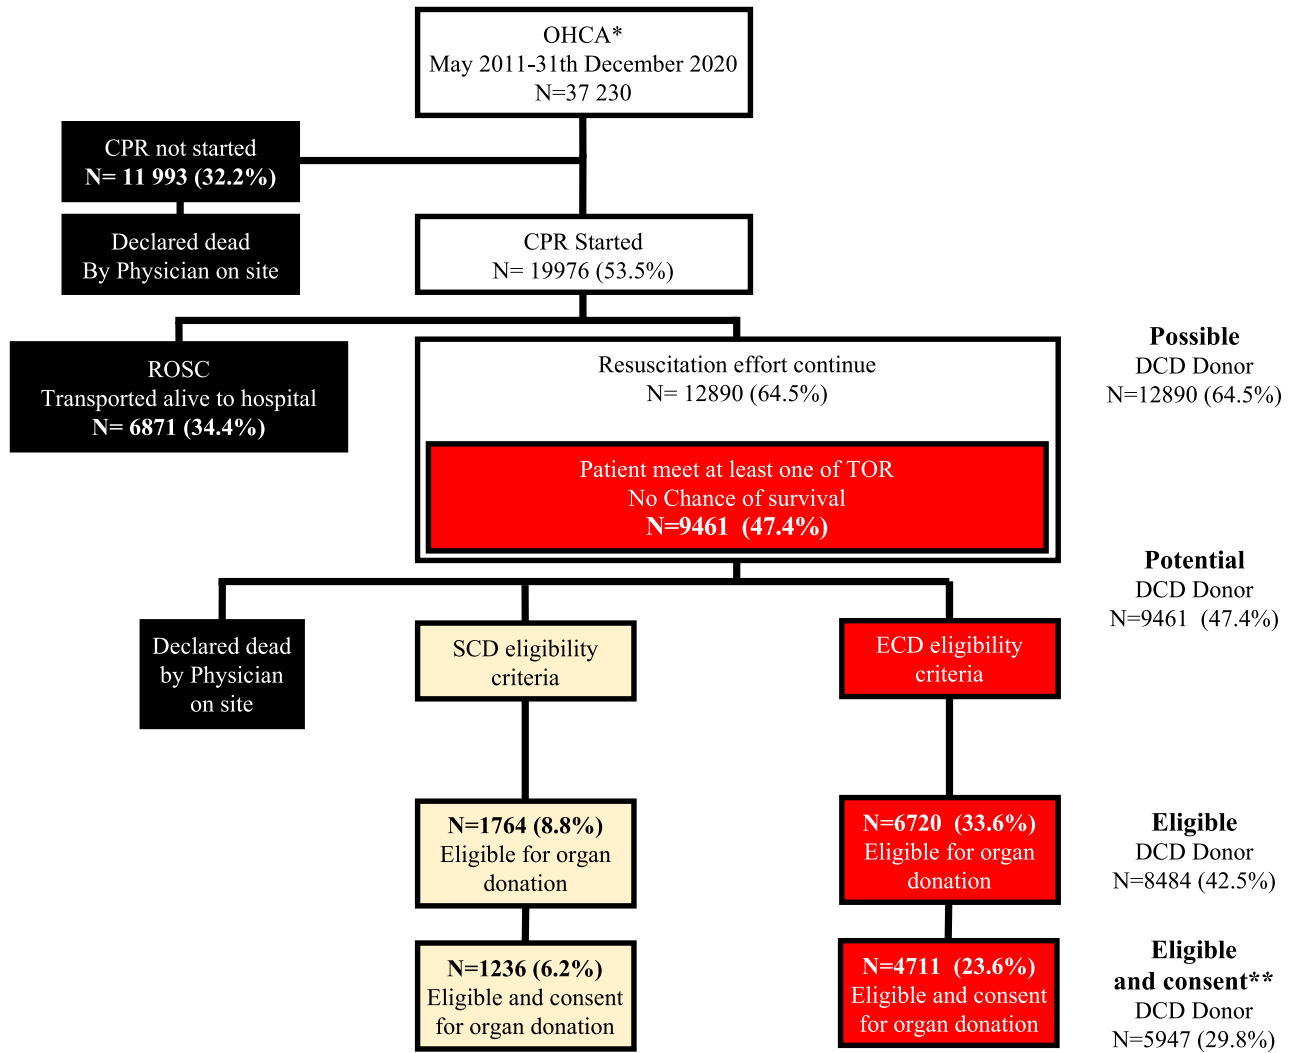 OHCA*
May 2011-31th December 2020
N=37 230
CPR not started
N= 11 993 (32.2%)
Declared dead
By Physician on site
CPR Started
N= 19976 (53.5%)
ROSC
Transported alive to hospital
N= 6871 (34.4%)
Resuscitation effort continue
N= 12890 (64.5%)
Possible
DCD Donor
N=12890 (64.5%)
Patient meet at least one of TOR
No Chance of survival
N=9461 (47.4%)
Potential
DCD Donor
N=9461 (47.4%)
Declared dead
by Physician
on site
SCD eligibility
criteria
ECD eligibility
criteria
N=1764 (8.8%)
Eligible for organ
donation
N=6720 (33.6%)
Eligible for organ
donation
Eligible
DCD Donor
N=8484 (42.5%)
N=1236 (6.2%)
Eligible and consent
for organ donation
N=4711 (23.6%)
Eligible and consent
for organ donation
Eligible
and consent**
DCD Donor
N=5947 (29.8%)